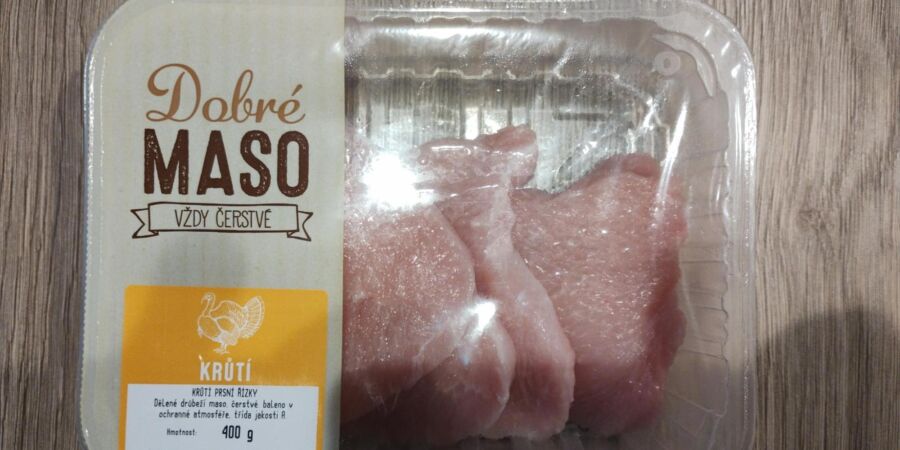 Dobré
MASO
VŽDY ČERSTVÉ
KRŮTÍ
KRŮTÍ PRSNÍ ŘÍZKY
Dělené drůbeží maso, čerstvé baleno v
ochranné atmosféře, třída jakosti A
Hmotnost: 400 g